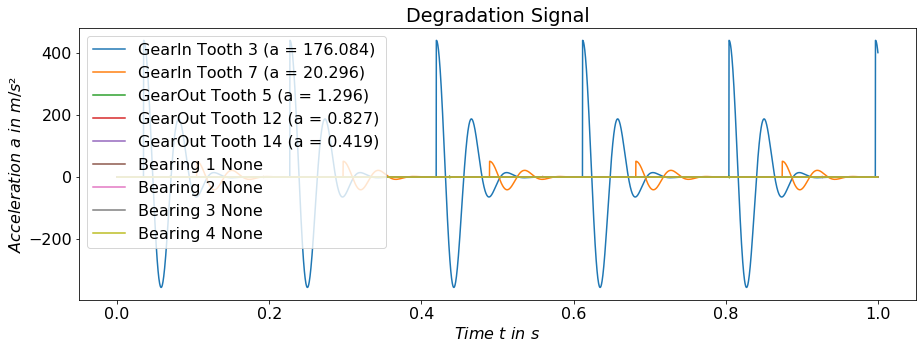 Degradation Signal
GearIn Tooth 3 (a = 176.084)
GearIn Tooth 7 (a = 20.296)
GearOut Tooth 5 (a = 1.296)
GearOut Tooth 12 (a = 0.827)
GearOut Tooth 14 (a = 0.419)
Bearing 1 None
Bearing 2 None
Bearing 3 None
Bearing 4 None
Acceleration a in m/s²
400
200
0
−200
0.0 0.2 0.4 0.6 0.8 1.0
Time t in s